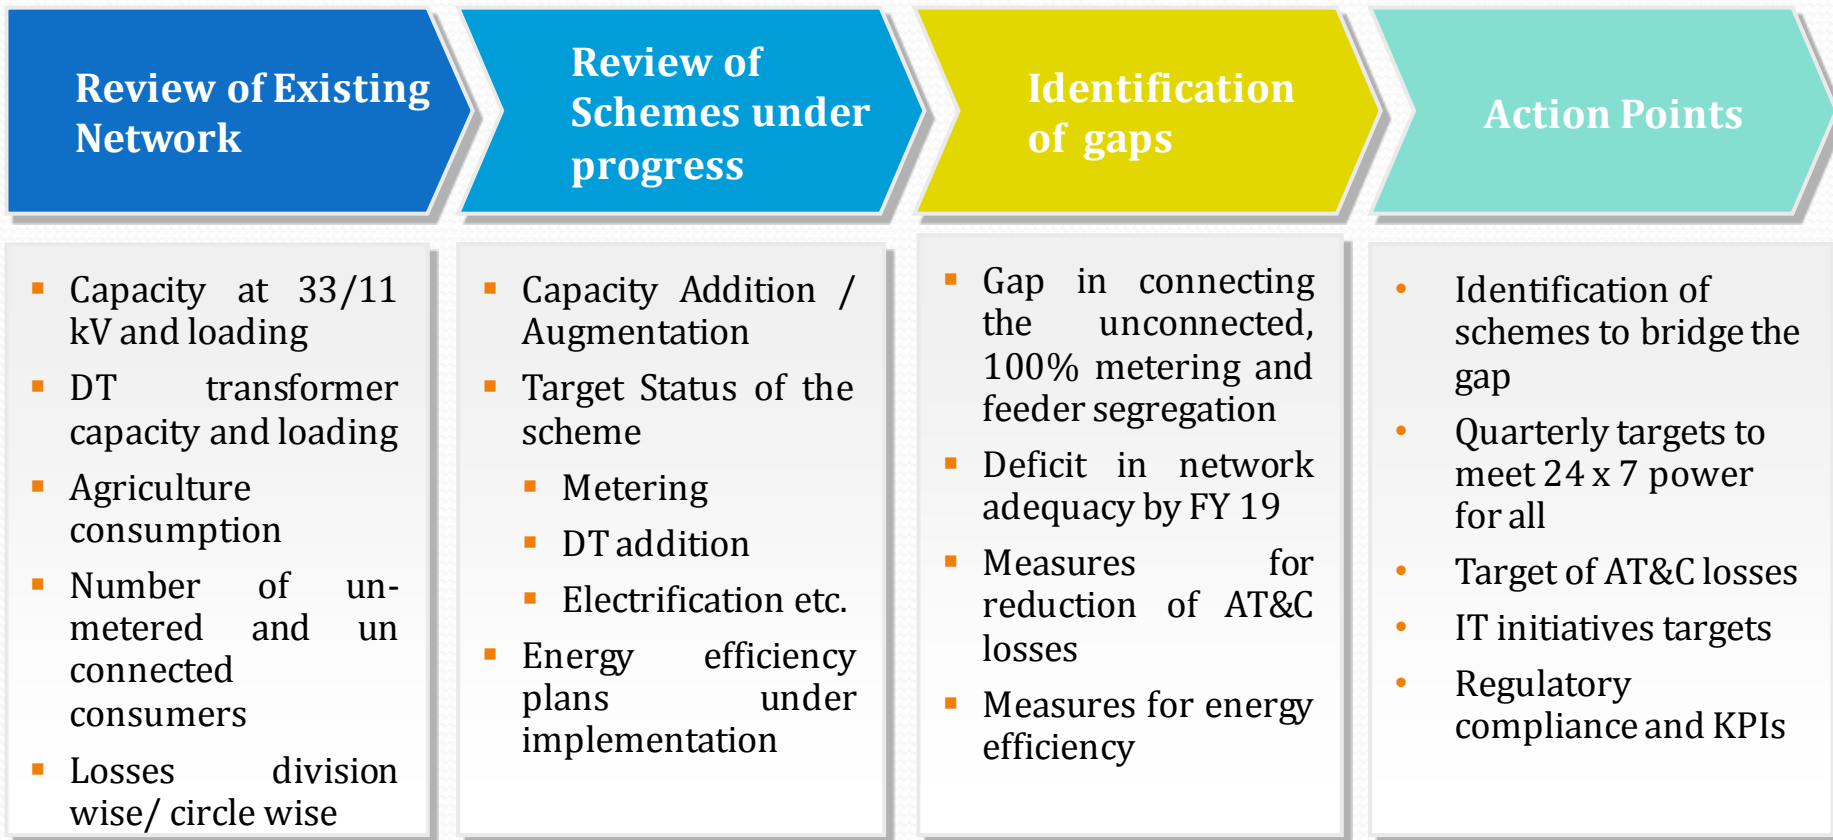 Review of Existing
Network
Review of
Schemes under
progress
Identification
of gaps
Action Points
▪ Capacity at 33/11
kV and loading
▪ DT transformer
capacity and loading
▪ Agriculture
consumption
▪ Number of un-
metered and un
connected
consumers
▪ Losses division
wise/ circle wise
▪ Capacity Addition /
Augmentation
▪ Target Status of the
scheme
▪ Metering
▪ DT addition
▪ Electrification etc.
▪ Energy efficiency
plans under
implementation
▪ Gap in connecting
the unconnected,
100% metering and
feeder segregation
▪ Deficit in network
adequacy by FY 19
▪ Measures for
reduction of AT&C
losses
▪ Measures for energy
efficiency
• Identification of
schemes to bridge the
gap
• Quarterly targets to
meet 24 x 7 power
for all
• Target of AT&C losses
• IT initiatives targets
• Regulatory
compliance and KPIs